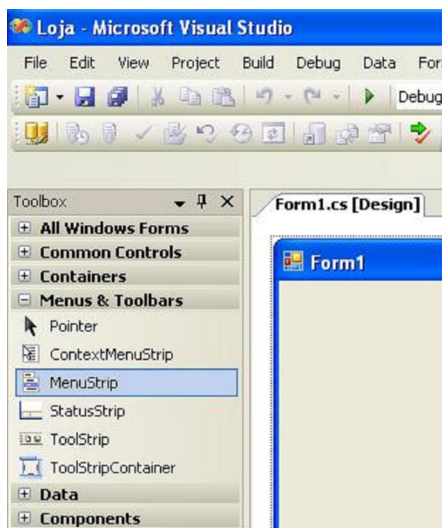 Loja - Microsoft Visual Studio
File Edit View Project Build Debug Data For
Debug
Toolbox
Form1.cs [Design]
All Windows Forms
Common Controls
Containers
Form1
Menus & Toolbars
Pointer
ContextMenuStrip
MenuStrip
StatusStrip
ToolStrip
ToolStripContainer
Data
Components